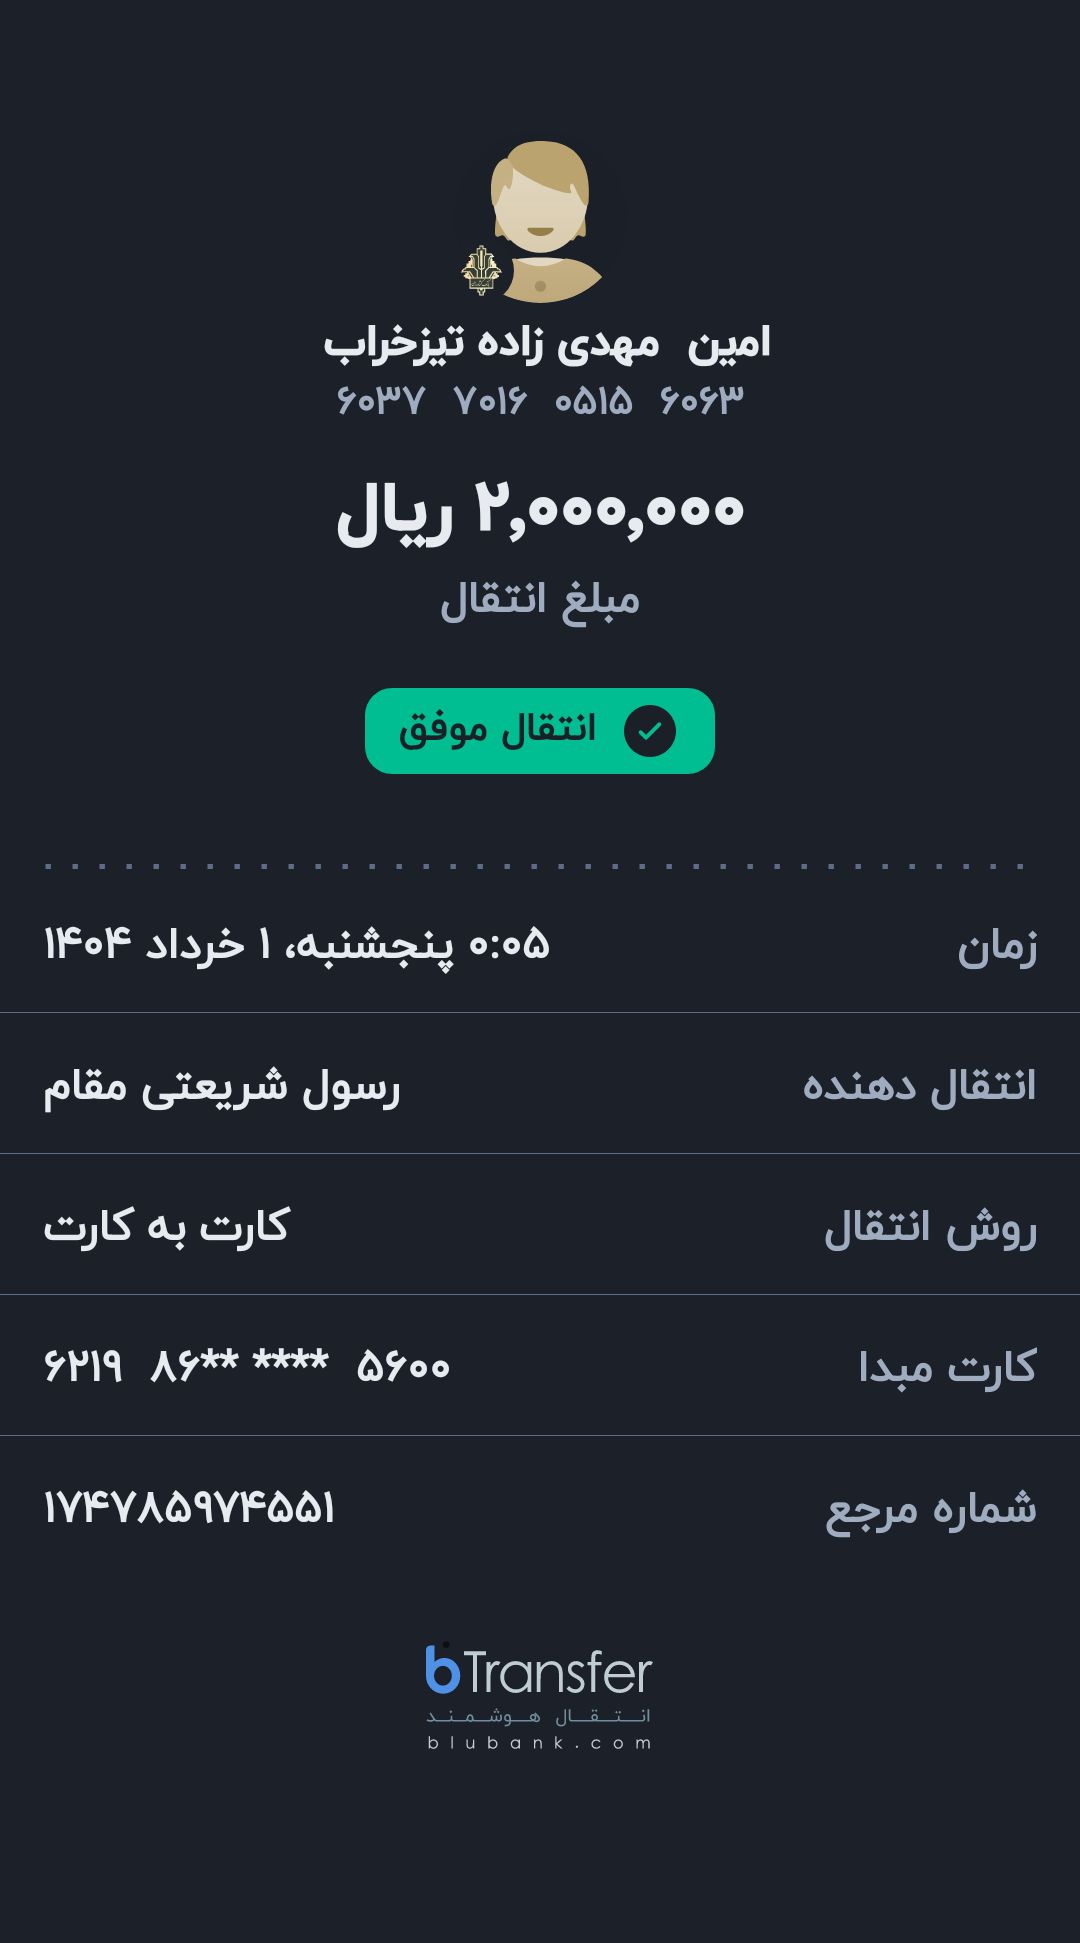 امین مهدی زاده تیزخراب
۶۰۳۷ ۷۰۱۶ ۰۵۱۵ ۶۰۶۳
۲,۰۰۰,۰۰۰ ریال
مبلغ انتقال
انتقال موفق
زمان ۰:۰۵ پنجشنبه، ۱ خرداد ۱۴۰۴
انتقال دهنده رسول شریعتی مقام
روش انتقال کارت به کارت
کارت مبدا ۶۲۱۹ ۸۶** **** ۵۶۰۰
شماره مرجع ۱۷۴۷۸۵۹۷۴۵۵۱
bTransfer
انتقال هوشمند
blubank.com